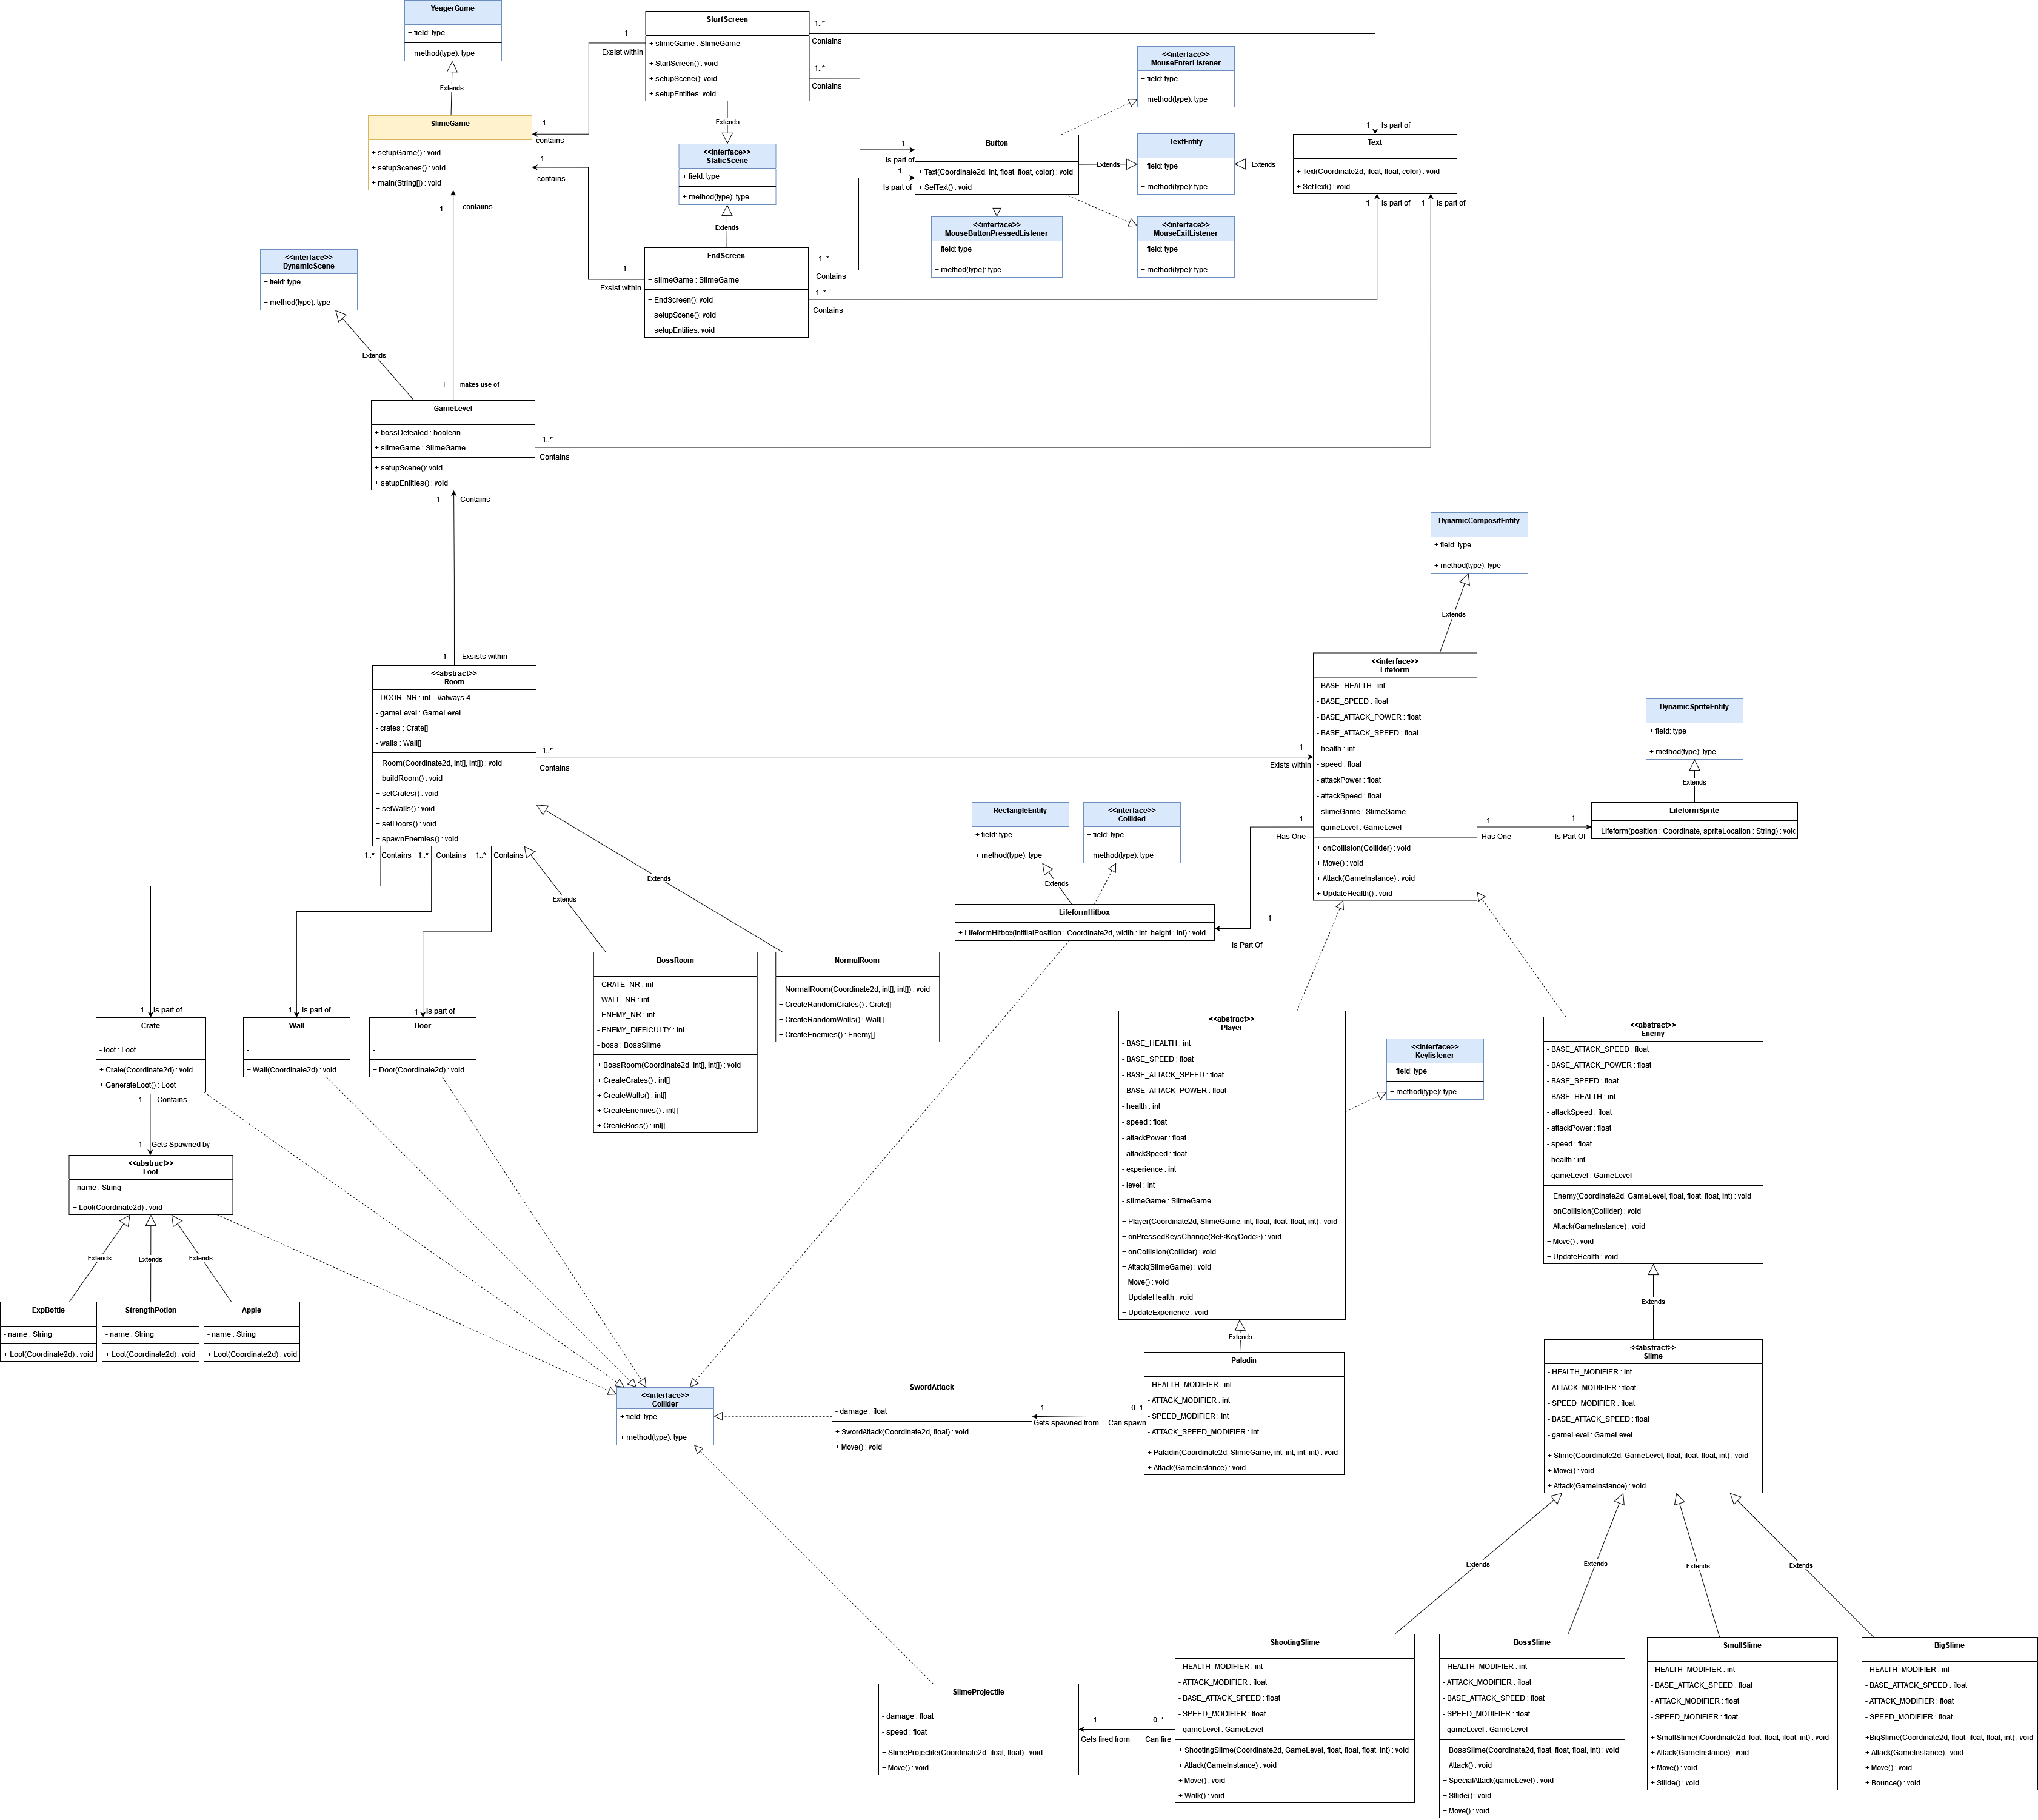 YeagerGame
+ field: type
+ method(type): type
Extends
SlimeGame
+ setupGame() : void
+ setupScenes() : void
+ main(String[]) : void
1
contains
1
contains
1
contaiins
StartScreen
+ slimeGame : SlimeGame
+ StartScreen() : void
+ setupScene(): void
+ setupEntities: void
1
Exsist within
1..*
Contains
1..*
Contains
Extends
<<interface>>
StaticScene
+ field: type
+ method(type): type
Extends
EndScreen
+ slimeGame : SlimeGame
+ EndScreen(): void
+ setupScene(): void
+ setupEntities: void
1
Exsist within
1..*
Contains
1..*
Contains
<<interface>>
MouseEnterListener
+ field: type
+ method(type): type
1
Is part of
1
Is part of
Button
+ Text(Coordinate2d, int, float, float, color) : void
+ SetText() : void
Extends
TextEntity
+ field: type
+ method(type): type
Extends
1
Is part of
Text
+ Text(Coordinate2d, float, float, color) : void
+ SetText() : void
1
Is part of
1
Is part of
<<interface>>
MouseButtonPressedListener
+ field: type
+ method(type): type
<<interface>>
MouseExitListener
+ field: type
+ method(type): type
<<interface>>
DynamicScene
+ field: type
+ method(type): type
Extends
1
makes use of
GameLevel
+ bossDefeated : boolean
+ slimeGame : SlimeGame
+ setupScene(): void
+ setupEntities() : void
1..*
Contains
1
Contains
1
Exsists within
<<abstract>>
Room
- DOOR_NR : int   //always 4
- gameLevel : GameLevel
- crates : Crate[]
- walls : Wall[]
+ Room(Coordinate2d, int[], int[]) : void
+ buildRoom() : void
+ setCrates() : void
+ setWalls() : void
+ setDoors() : void
+ spawnEnemies() : void
1..*
Contains
1..*
Contains
1..*
Contains
1..*
Contains
1
Exists within
DynamicCompositEntity
+ field: type
+ method(type): type
Extends
<<interface>>
Lifeform
- BASE_HEALTH : int
- BASE_SPEED : float
- BASE_ATTACK_POWER : float
- BASE_ATTACK_SPEED : float
- health : int
- speed : float
- attackPower : float
- attackSpeed : float
- slimeGame : SlimeGame
- gameLevel : GameLevel
+ onCollision(Collider) : void
+ Move() : void
+ Attack(GameInstance) : void
+ UpdateHealth() : void
1
Has One
1
Has One
1
Is Part Of
DynamicSpriteEntity
+ field: type
+ method(type): type
Extends
LifeformSprite
+ Lifeform(position : Coordinate, spriteLocation : String) : voic
RectangleEntity
+ field: type
+ method(type): type
<<interface>>
Collided
+ field: type
+ method(type): type
Extends
LifeformHitbox
+ LifeformHitbox(intitialPosition : Coordinate2d, width : int, height : int) : void
1
Is Part Of
Extends
Extends
1
is part of
Crate
- loot : Loot
+ Crate(Coordinate2d) : void
+ GenerateLoot() : Loot
1
is part of
Wall
-
+ Wall(Coordinate2d) : void
1
is part of
Door
-
+ Door(Coordinate2d) : void
BossRoom
- CRATE_NR : int
- WALL_NR : int
- ENEMY_NR : int
- ENEMY_DIFFICULTY : int
- boss : BossSlime
+ BossRoom(Coordinate2d, int[], int[]) : void
+ CreateCrates() : int[]
+ CreateWalls() : int[]
+ CreateEnemies() : int[]
+ CreateBoss() : int[]
NormalRoom
+ NormalRoom(Coordinate2d, int[], int[]) : void
+ CreateRandomCrates() : Crate[]
+ CreateRandomWalls() : Wall[]
+ CreateEnemies() : Enemy[]
1
Contains
1
Gets Spawned by
<<abstract>>
Loot
- name : String
+ Loot(Coordinate2d) : void
Extends
Extends
Extends
ExpBottle
- name : String
+ Loot(Coordinate2d) : void
StrengthPotion
- name : String
+ Loot(Coordinate2d) : void
Apple
- name : String
+ Loot(Coordinate2d) : void
<<abstract>>
Player
- BASE_HEALTH : int
- BASE_SPEED : float
- BASE_ATTACK_SPEED : float
- BASE_ATTACK_POWER : float
- health : int
- speed : float
- attackPower : float
- attackSpeed : float
- experience : int
- level : int
- slimeGame : SlimeGame
+ Player(Coordinate2d, SlimeGame, int, float, float, float, int) : void
+ onPressedKeysChange(Set<KeyCode>) : void
+ onCollision(Collider) : void
+ Attack(SlimeGame) : void
+ Move() : void
+ UpdateHealth : void
+ UpdateExperience : void
<<interface>>
Keylistener
+ field: type
+ method(type): type
<<abstract>>
Enemy
- BASE_ATTACK_SPEED : float
- BASE_ATTACK_POWER : float
- BASE_SPEED : float
- BASE_HEALTH : int
- attackSpeed : float
- attackPower : float
- speed : float
- health : int
- gameLevel : GameLevel
+ Enemy(Coordinate2d, GameLevel, float, float, float, int) : void
+ onCollision(Collider) : void
+ Attack(GameInstance) : void
+ Move() : void
+ UpdateHealth : void
Extends
Extends
<<interface>>
Collider
+ field: type
+ method(type): type
SwordAttack
- damage : float
+ SwordAttack(Coordinate2d, float) : void
+ Move() : void
1
Gets spawned from
0..1
Can spawn
Paladin
- HEALTH_MODIFIER : int
- ATTACK_MODIFIER : int
- SPEED_MODIFIER : int
- ATTACK_SPEED_MODIFIER : int
+ Paladin(Coordinate2d, SlimeGame, int, int, int, int) : void
+ Attack(GameInstance) : void
<<abstract>>
Slime
- HEALTH_MODIFIER : int
- ATTACK_MODIFIER : float
- SPEED_MODIFIER : float
- BASE_ATTACK_SPEED : float
- gameLevel : GameLevel
+ Slime(Coordinate2d, GameLevel, float, float, float, int) : void
+ Move() : void
+ Attack(GameInstance) : void
Extends
Extends
Extends
Extends
SlimeProjectile
- damage : float
- speed : float
+ SlimeProjectile(Coordinate2d, float, float) : void
+ Move() : void
1
Gets fired from
0..*
Can fire
ShootingSlime
- HEALTH_MODIFIER : int
- ATTACK_MODIFIER : float
- BASE_ATTACK_SPEED : float
- SPEED_MODIFIER : float
- gameLevel : GameLevel
+ ShootingSlime(Coordinate2d, GameLevel, float, float, float, int) : void
+ Attack(GameInstance) : void
+ Move() : void
+ Walk() : void
BossSlime
- HEALTH_MODIFIER : int
- ATTACK_MODIFIER : float
- BASE_ATTACK_SPEED : float
- SPEED_MODIFIER : float
- gameLevel : GameLevel
+ BossSlime(Coordinate2d, float, float, float, int) : void
+ Attack() : void
+ SpecialAttack(gameLevel) : void
+ Sllide() : void
+ Move() : void
SmallSlime
- HEALTH_MODIFIER : int
- BASE_ATTACK_SPEED : float
- ATTACK_MODIFIER : float
- SPEED_MODIFIER : float
+ SmallSlime(fCoordinate2d, loat, float, float, int) : void
+ Attack(GameInstance) : void
+ Move() : void
+ Sllide() : void
BigSlime
- HEALTH_MODIFIER : int
- BASE_ATTACK_SPEED : float
- ATTACK_MODIFIER : float
- SPEED_MODIFIER : float
+BigSlime(Coordinate2d, float, float, float, int) : void
+ Attack(GameInstance) : void
+ Move() : void
+ Bounce() : void